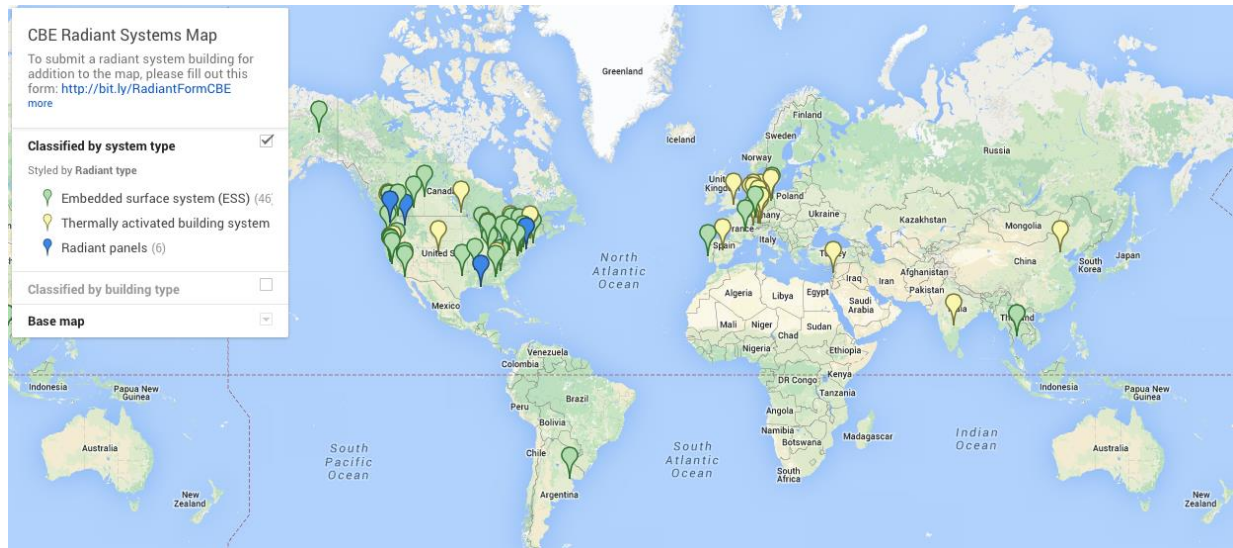 CBE Radiant Systems Map
To submit a radiant system building for
addition to the map, please fill out this
form: http://bit.ly/RadiantFormCBE
more
Classified by system type
Styled by Radiant type
Embedded surface system (ESS) (46
Thermally activated building system
Radiant panels (6)
Classified by building type
Base map
Greenland
Iceland
Finland
Sweden
Norway
Russia
Canada
Unit
Kingd
Poland
many
Ukraine
France
Kazakhstan
Mongolia
Spain
Italy
United S
North
Atlantic
Ocean
China
South
Korea
Japan
Iraq
Iran
Afghanistan
Pakistan
Algeria
Libya
Egypt
Saudi
Arabia
Mexico
Mali
Niger
Sudan
Chad
Nigeria
Ethiopia
Venezuela
Colombia
Kenya
DR Congo
Tanzania
Indonesia
Papua New
Guinea
Indonesia
Papua New
Guinea
Peru
Brazil
Bolivia
Angola
Namibia
Botswana
Madagascar
Chile
South
Africa
Argentina
Australia
South
Pacific
Ocean
South
Atlantic
Ocean
Indian
Ocean
Australia
New
Zealand
New
Zealand